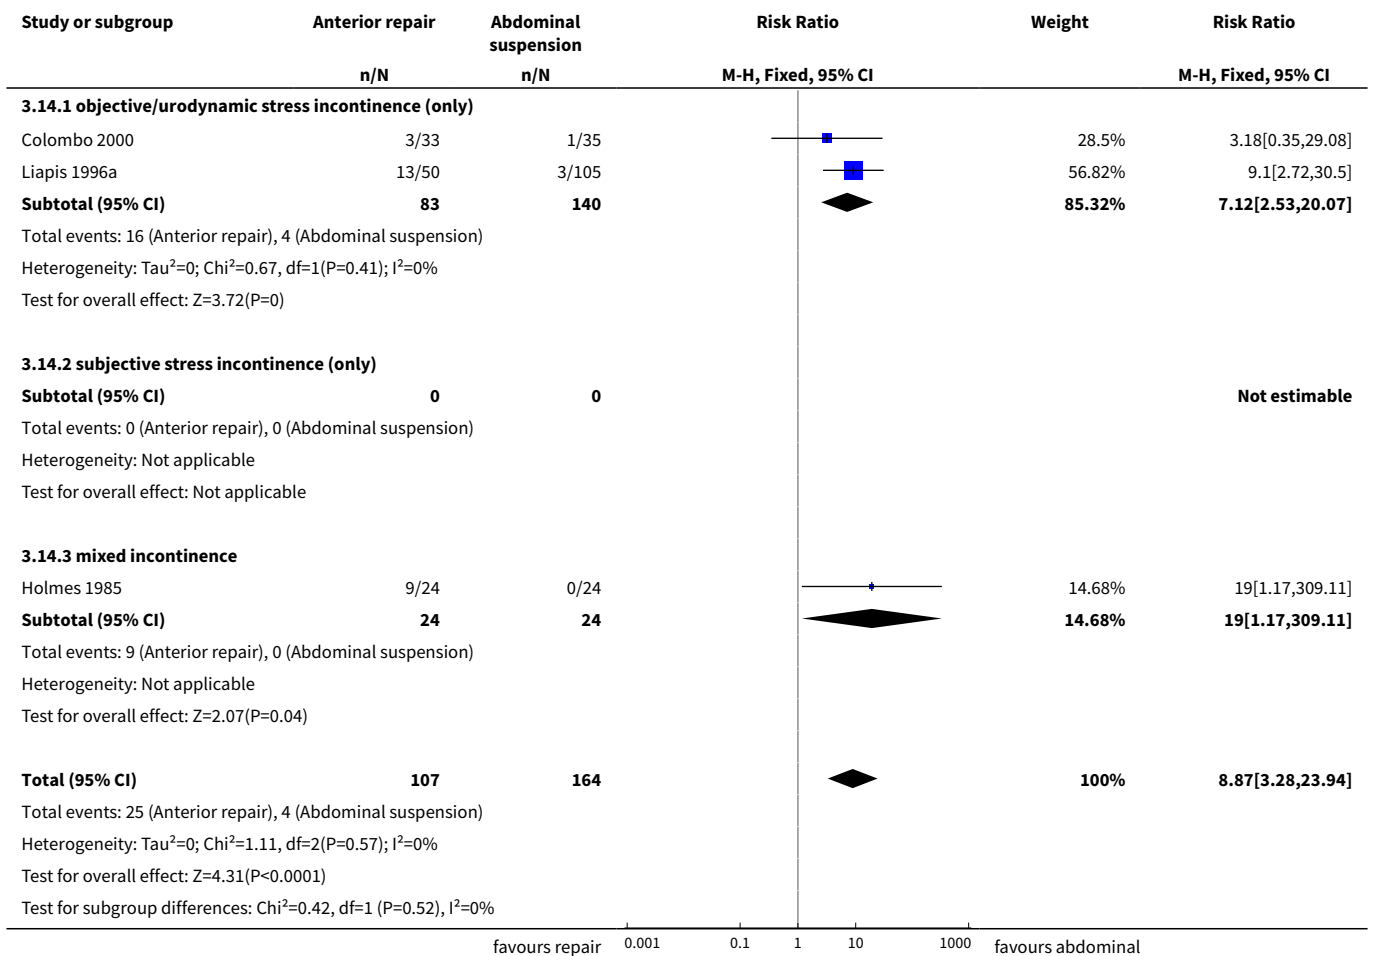 Study or subgroup Anterior repair Abdominal suspension Risk Ratio Weight Risk Ratio
n/N n/N M-H, Fixed, 95% CI M-H, Fixed, 95% CI
3.14.1 objective/urodynamic stress incontinence (only)
Colombo 2000 3/33 1/35 28.5% 3.18[0.35,29.08]
Liapis 1996a 13/50 3/105 56.82% 9.1[2.72,30.5]
Subtotal (95% CI) 83 140 85.32% 7.12[2.53,20.07]
Total events: 16 (Anterior repair), 4 (Abdominal suspension)
Heterogeneity: Tau²=0; Chi²=0.67, df=1(P=0.41); I²=0%
Test for overall effect: Z=3.72(P=0)
3.14.2 subjective stress incontinence (only)
Subtotal (95% CI) 0 0 Not estimable
Total events: 0 (Anterior repair), 0 (Abdominal suspension)
Heterogeneity: Not applicable
Test for overall effect: Not applicable
3.14.3 mixed incontinence
Holmes 1985 9/24 0/24 14.68% 19[1.17,309.11]
Subtotal (95% CI) 24 24 14.68% 19[1.17,309.11]
Total events: 9 (Anterior repair), 0 (Abdominal suspension)
Heterogeneity: Not applicable
Test for overall effect: Z=2.07(P=0.04)
Total (95% CI) 107 164 100% 8.87[3.28,23.94]
Total events: 25 (Anterior repair), 4 (Abdominal suspension)
Heterogeneity: Tau²=0; Chi²=1.11, df=2(P=0.57); I²=0%
Test for overall effect: Z=4.31(P<0.0001)
Test for subgroup differences: Chi²=0.42, df=1 (P=0.52), I²=0%
favours repair 0.001 0.1 1 10 1000 favours abdominal